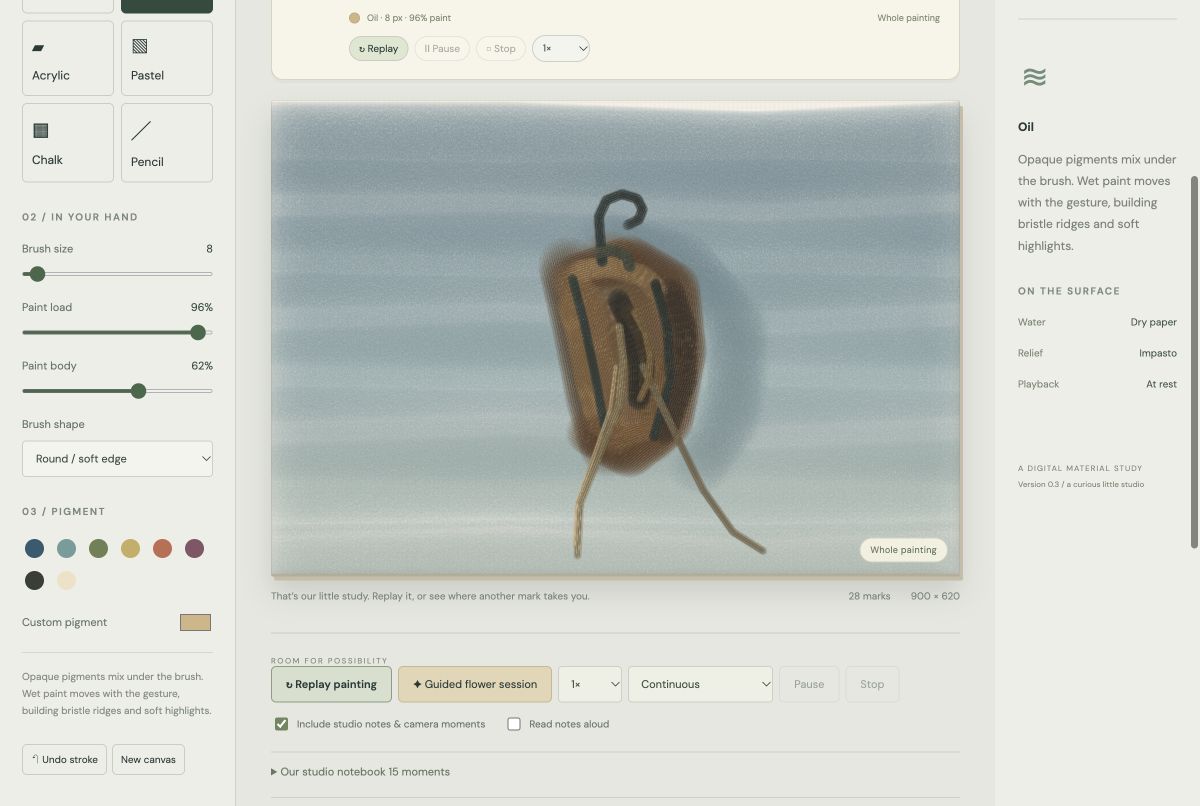 Acrylic
Pastel
Chalk
Pencil
02 / IN YOUR HAND
Brush size 8
Paint load 96%
Paint body 62%
Brush shape
Round / soft edge
03 / PIGMENT
Custom pigment
Opaque pigments mix under the brush.
Wet paint moves with the gesture,
building bristle ridges and soft highlights.
Undo stroke
New canvas
Oil · 8 px · 96% paint
Whole painting
↻ Replay
II Pause
▫ Stop
1×
Whole painting
That's our little study. Replay it, or see where another mark takes you.
28 marks
900 × 620
ROOM FOR POSSIBILITY
↻ Replay painting
✦ Guided flower session
1×
Continuous
Pause
Stop
Include studio notes & camera moments
Read notes aloud
Our studio notebook 15 moments
Oil
Opaque pigments mix under
the brush. Wet paint moves
with the gesture, building
bristle ridges and soft
highlights.
ON THE SURFACE
Water Dry paper
Relief Impasto
Playback At rest
A DIGITAL MATERIAL STUDY
Version 0.3 / a curious little studio